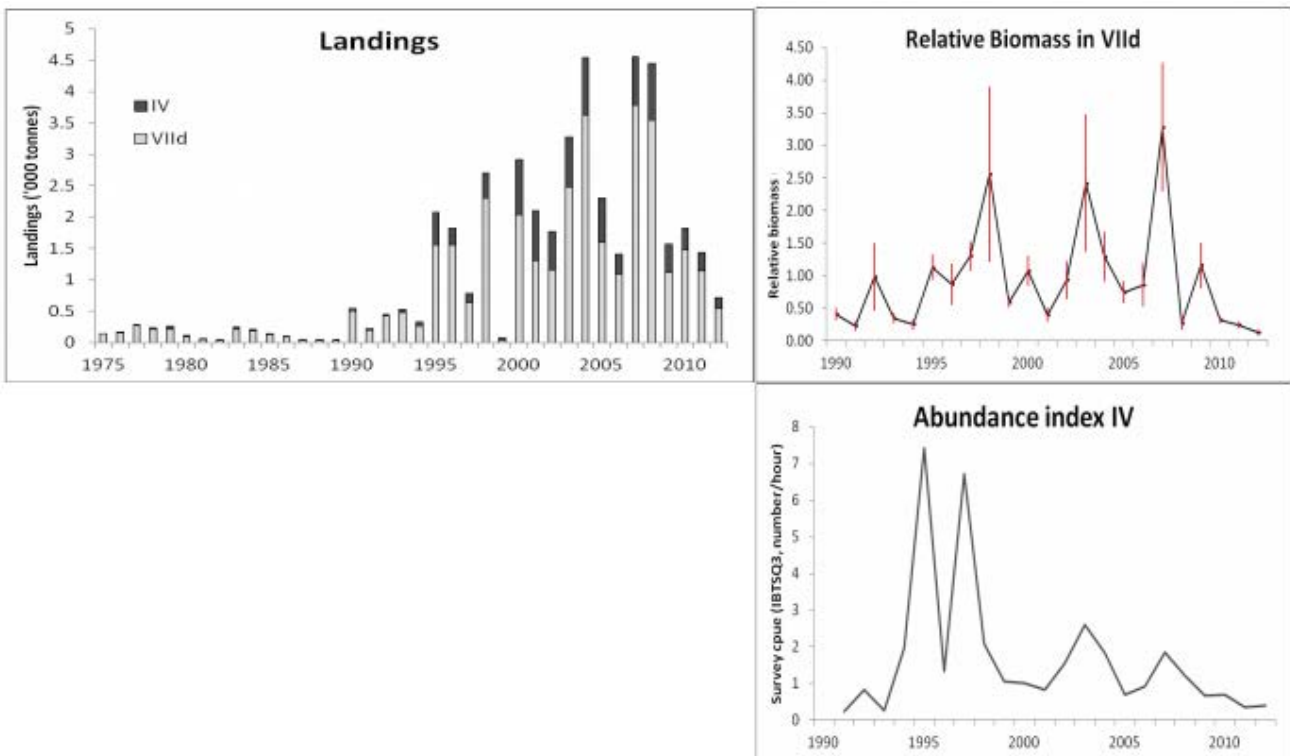 Landings
Landings ('000 tonnes)
5
4.5
4
3.5
3
2.5
2
1.5
1
0.5
0
IV
VIId
1975 1980 1985 1990 1995 2000 2005 2010
Relative Biomass in VIId
Relative biomass
4.50
4.00
3.50
3.00
2.50
2.00
1.50
1.00
0.50
0.00
1990 1995 2000 2005 2010
Abundance index IV
Survey cpue (IBTSQ3, number/hour)
8
7
6
5
4
3
2
1
0
1990 1995 2000 2005 2010